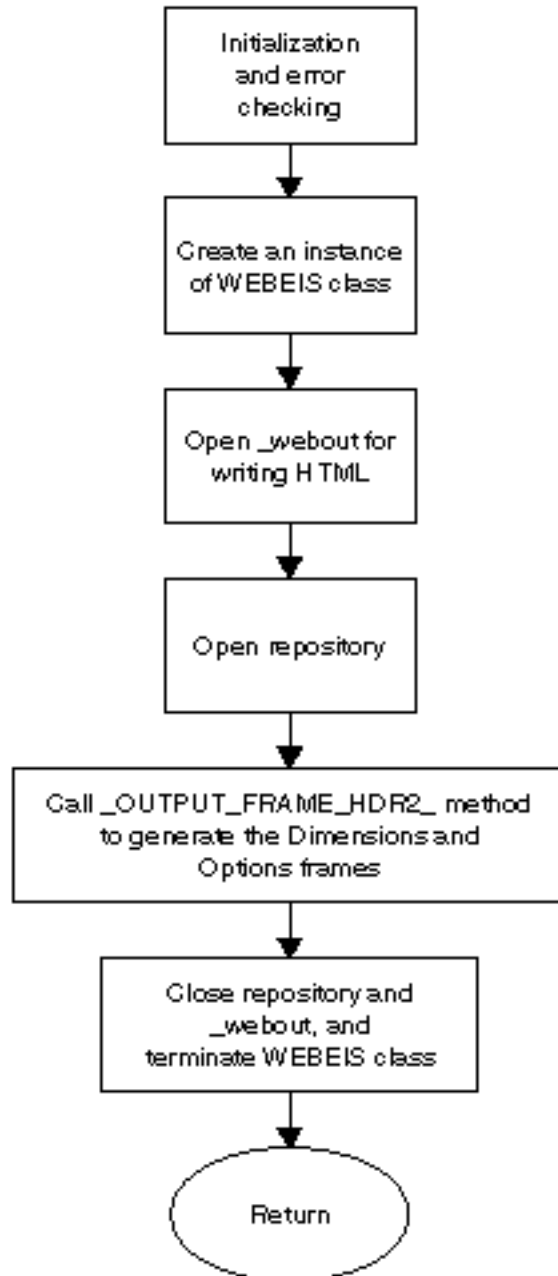 Initialization
and error
checking
Create an instance
of WEBEIS class
Open _webout for
writing HTML
Open repository
Call _OUTPUT_FRAME_HDR2_ method
to generate the Dimensions and
Options frames
Close repository and
_webout, and
terminate WEBEIS class
Return